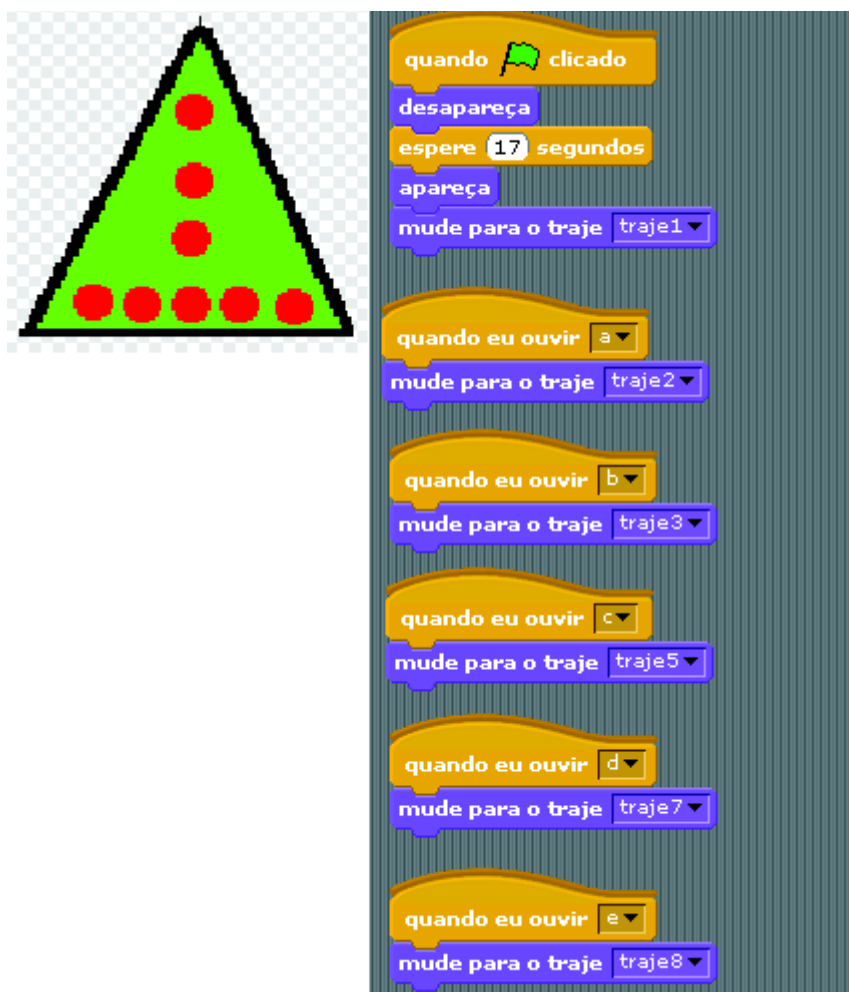 quando clicado
desapareça
espere 17 segundos
apareça
mude para o traje traje1
quando eu ouvir a
mude para o traje traje2
quando eu ouvir b
mude para o traje traje3
quando eu ouvir c
mude para o traje traje5
quando eu ouvir d
mude para o traje traje7
quando eu ouvir e
mude para o traje traje8